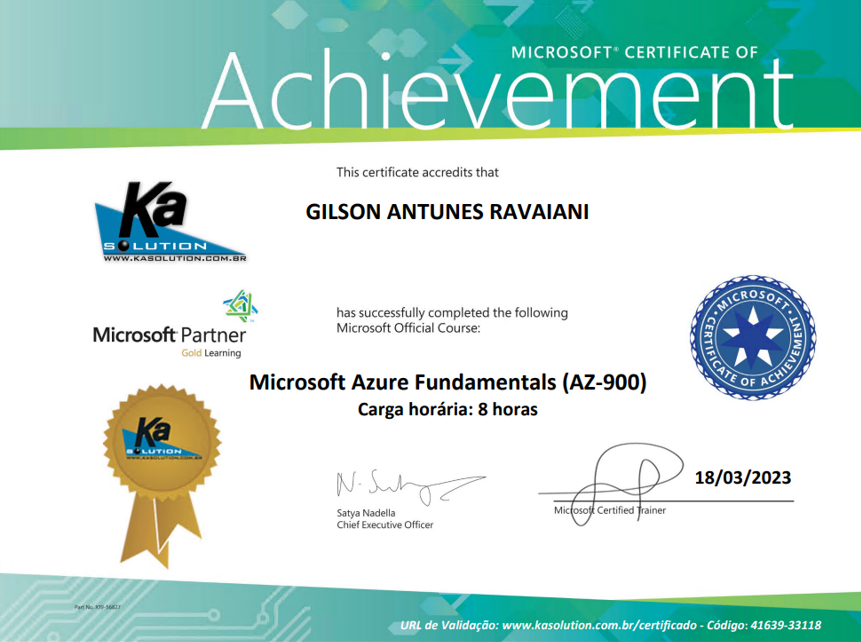 MICROSOFT® CERTIFICATE OF
Achievement
This certificate accredits that
GILSON ANTUNES RAVAIANI
Ka
SOLUTION
WWW.KASOLUTION.COM.BR
has successfully completed the following
Microsoft Official Course:
Microsoft Partner
Gold Learning
MICROSOFT • CERTIFICATE OF ACHIEVEMENT •
Microsoft Azure Fundamentals (AZ-900)
Carga horária: 8 horas
Ka
SOLUTION
WWW.KASOLUTION.COM.BR
18/03/2023
Satya Nadella
Chief Executive Officer
Microsoft Certified Trainer
Part No. X19-56827
URL de Validação: www.kasolution.com.br/certificado - Código: 41639-33118